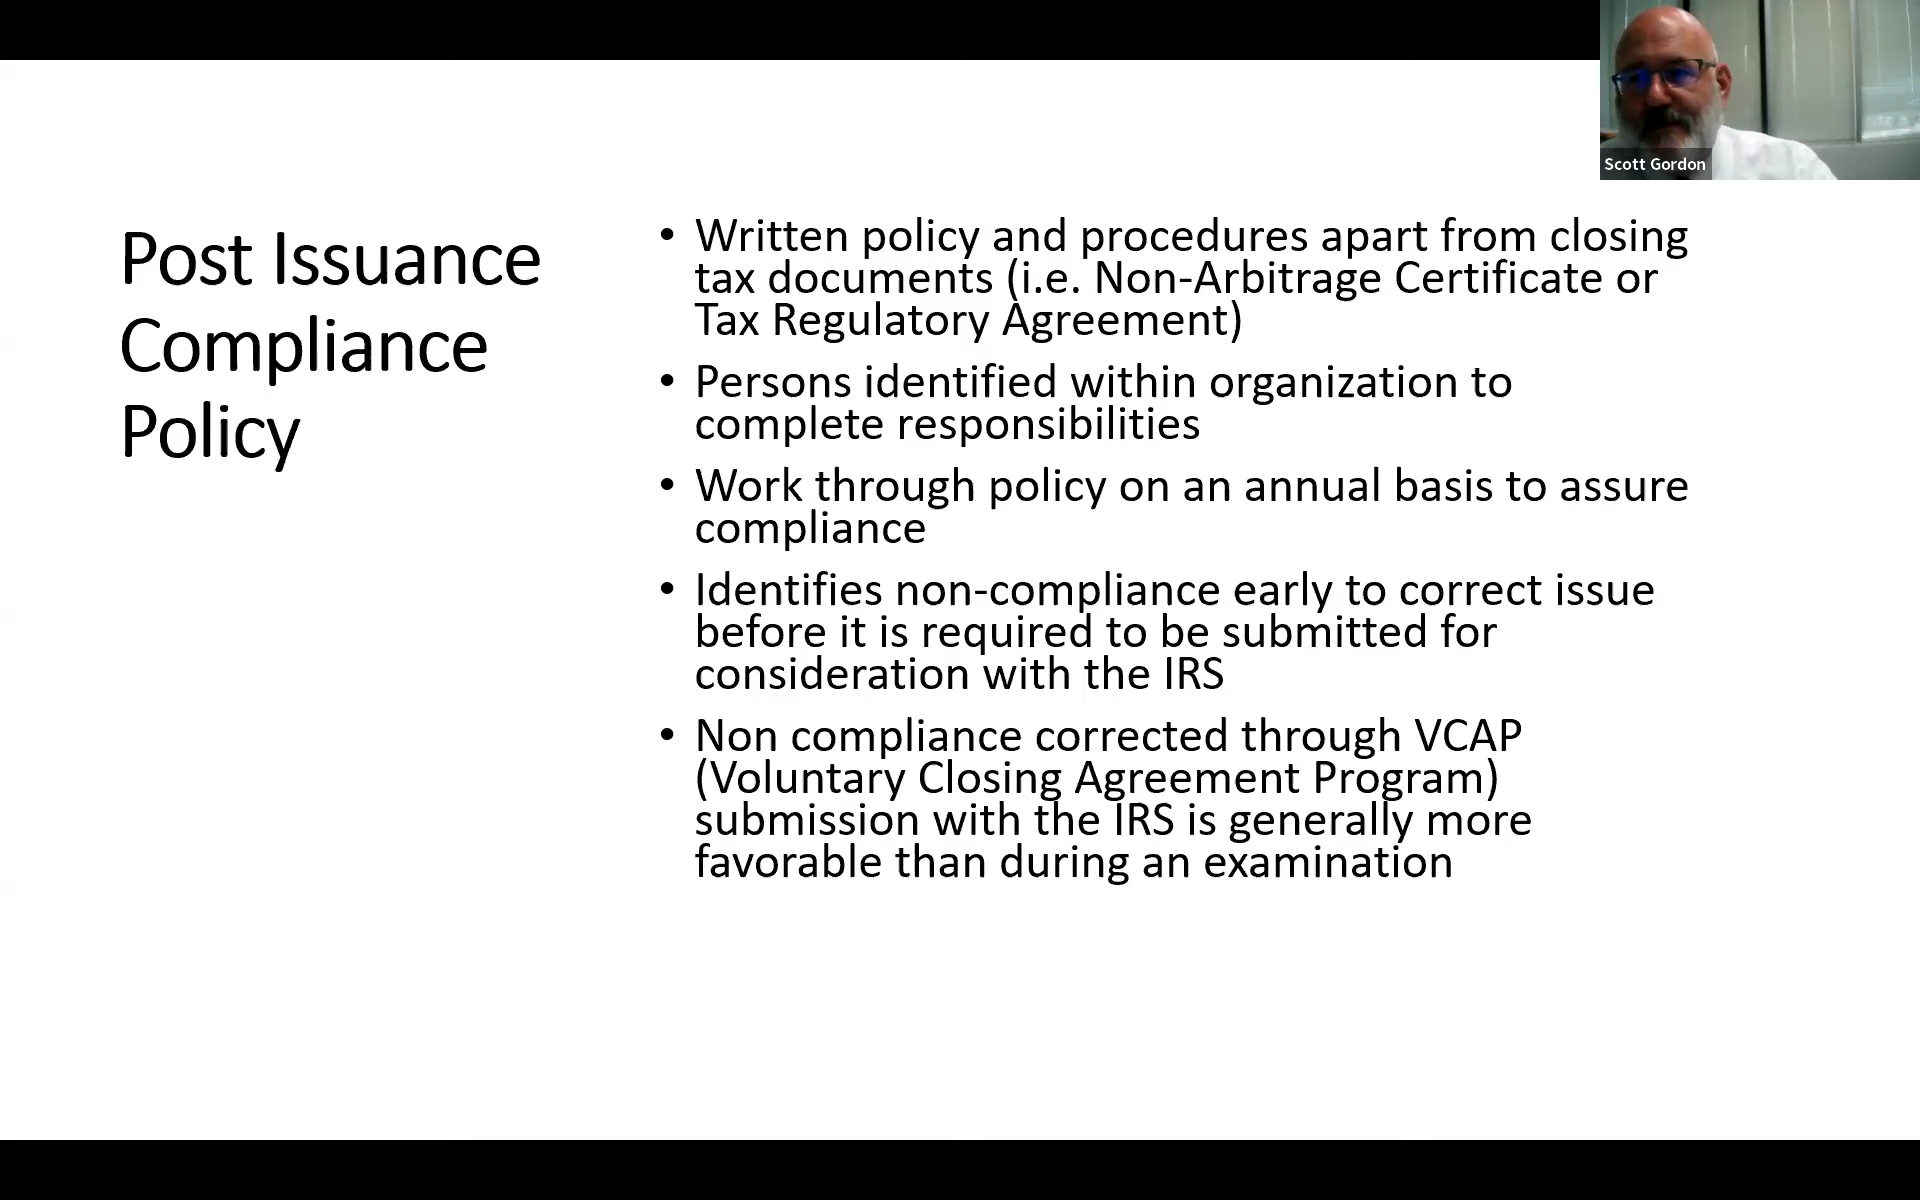 Scott Gordon
Post Issuance
Compliance
Policy
• Written policy and procedures apart from closing
tax documents (i.e. Non-Arbitrage Certificate or
Tax Regulatory Agreement)
• Persons identified within organization to
complete responsibilities
• Work through policy on an annual basis to assure
compliance
• Identifies non-compliance early to correct issue
before it is required to be submitted for
consideration with the IRS
• Non compliance corrected through VCAP
(Voluntary Closing Agreement Program)
submission with the IRS is generally more
favorable than during an examination